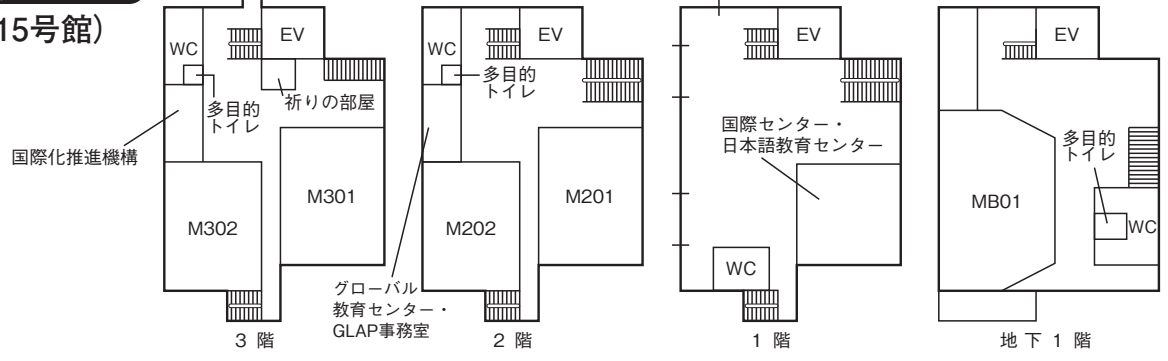 15号館）
WC
EV
多目的
トイレ
祈りの部屋
国際化推進機構
M302
M301
3 階
WC
EV
多目的
トイレ
M202
M201
グローバル
教育センター・
GLAP事務室
2 階
EV
国際センター・
日本語教育センター
WC
1 階
EV
多目的
トイレ
MB01
WC
地 下 1 階